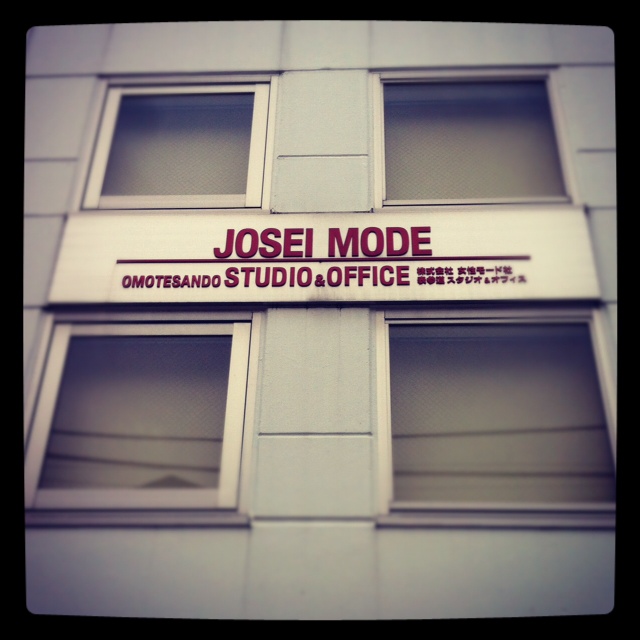 JOSEI MODE
OMOTESANDO STUDIO & OFFICE
株式会社 女性モード社
表参道 スタジオ & オフィス